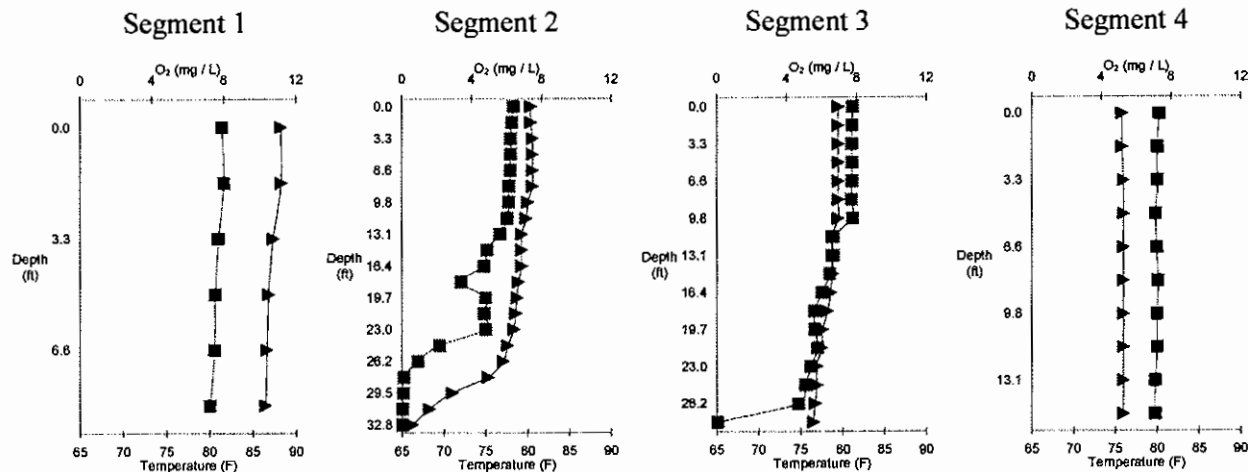 Segment 1
O₂ (mg / L)
0 4 8 12
0.0
3.3
Depth
(ft)
6.6
65 70 75 80 85 90
Temperature (F)
Segment 2
O₂ (mg / L)
0 4 8 12
0.0
3.3
6.6
9.8
13.1
Depth
(ft)
16.4
19.7
23.0
26.2
29.5
32.8
65 70 75 80 85 90
Temperature (F)
Segment 3
O₂ (mg / L)
0 4 8 12
0.0
3.3
6.6
9.8
13.1
Depth
(ft)
16.4
19.7
23.0
26.2
65 70 75 80 85 90
Temperature (F)
Segment 4
O₂ (mg / L)
0 4 8 12
0.0
3.3
6.6
Depth
(ft)
9.8
13.1
65 70 75 80 85 90
Temperature (F)